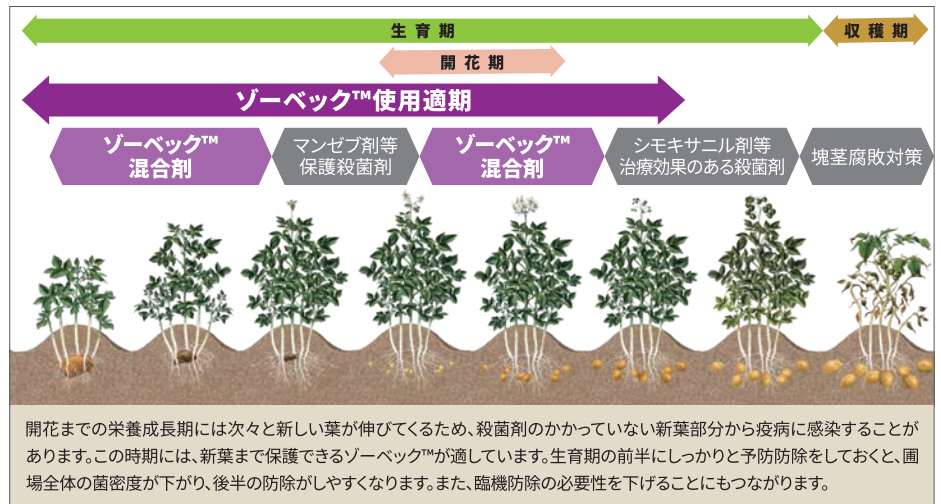 生育期
収穫期
開花期
ゾーベック™使用適期
ゾーベック™
混合剤
マンゼブ剤等
保護殺菌剤
ゾーベック™
混合剤
シモキサニル剤等
治療効果のある殺菌剤
塊茎腐敗対策
開花までの栄養成長期には次々と新しい葉が伸びてくるため、殺菌剤のかかっていない新葉部分から疫病に感染することが
あります。この時期には、新葉まで保護できるゾーベック™が適しています。生育期の前半にしっかりと予防防除をしておくと、圃
場全体の菌密度が下がり、後半の防除がしやすくなります。また、臨機防除の必要性を下げることにもつながります。